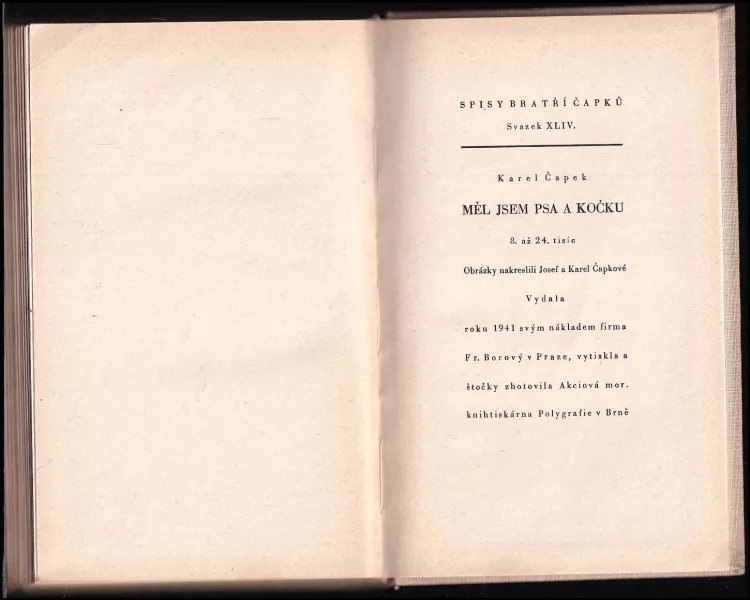 SPISY BRATŘÍ ČAPKŮ
Svazek XLIV.
Karel Čapek
MĚL JSEM PSA A KOČKU
8. až 24. tisíc
Obrázky nakreslili Josef a Karel Čapkové
Vydala
roku 1941 svým nákladem firma
Fr. Borový v Praze, vytiskla a
štočky zhotovila Akciová mor.
knihtiskárna Polygrafie v Brně